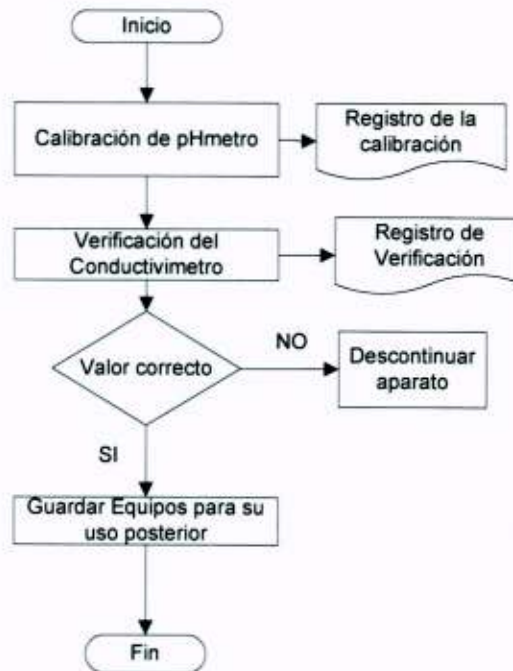 Inicio
Calibración de pHmetro
Registro de la
calibración
Verificación del
Conductivimetro
Registro de
Verificación
Valor correcto
NO
Descontinuar
aparato
SI
Guardar Equipos para su
uso posterior
Fin